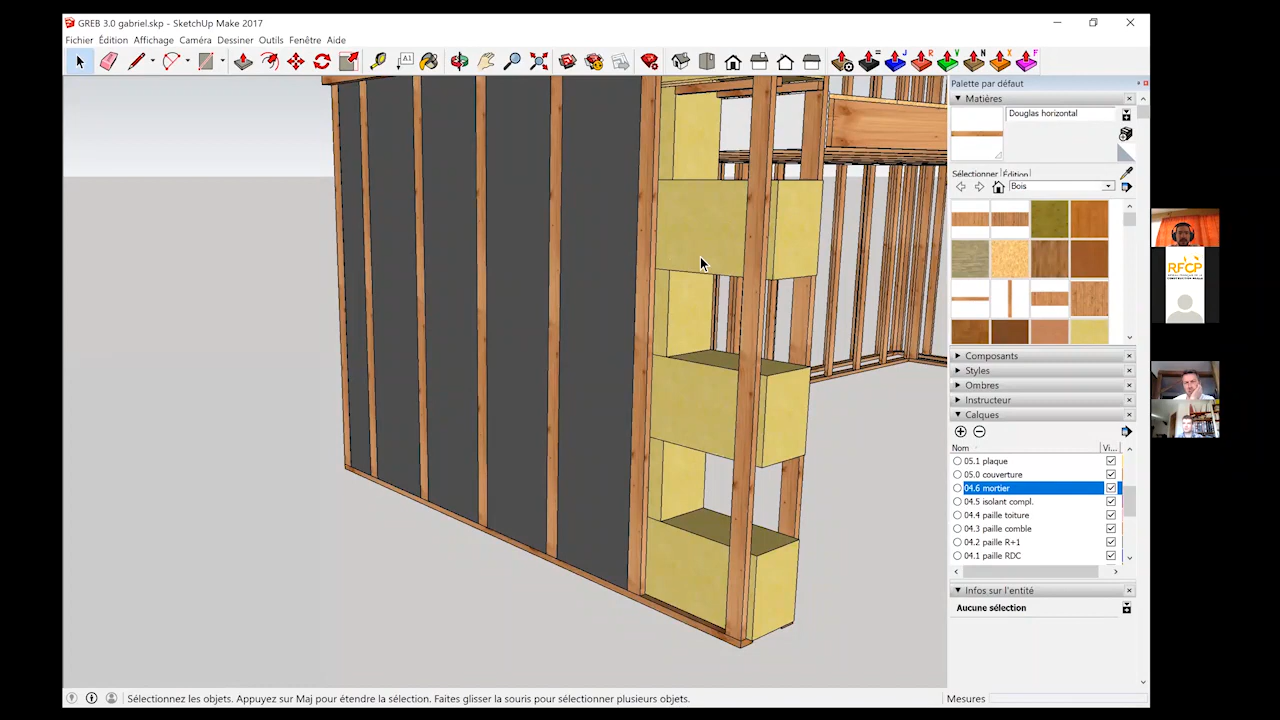 GREB 3.0 gabriel.skp - SketchUp Make 2017
Fichier Édition Affichage Caméra Dessiner Outils Fenêtre Aide
A1
= J R V N X F
Palette par défaut
Matières
Douglas horizontal
Sélectionner Édition
Bois
Composants
Styles
Ombres
Instructeur
Calques
Nom Vi...
05.1 plaque
05.0 couverture
04.6 mortier
04.5 isolant compl.
04.4 paille toiture
04.3 paille comble
04.2 paille R+1
04.1 paille RDC
Infos sur l'entité
Aucune sélection
Sélectionnez les objets. Appuyez sur Maj pour étendre la sélection. Faites glisser la souris pour sélectionner plusieurs objets.
Mesures
RFCP